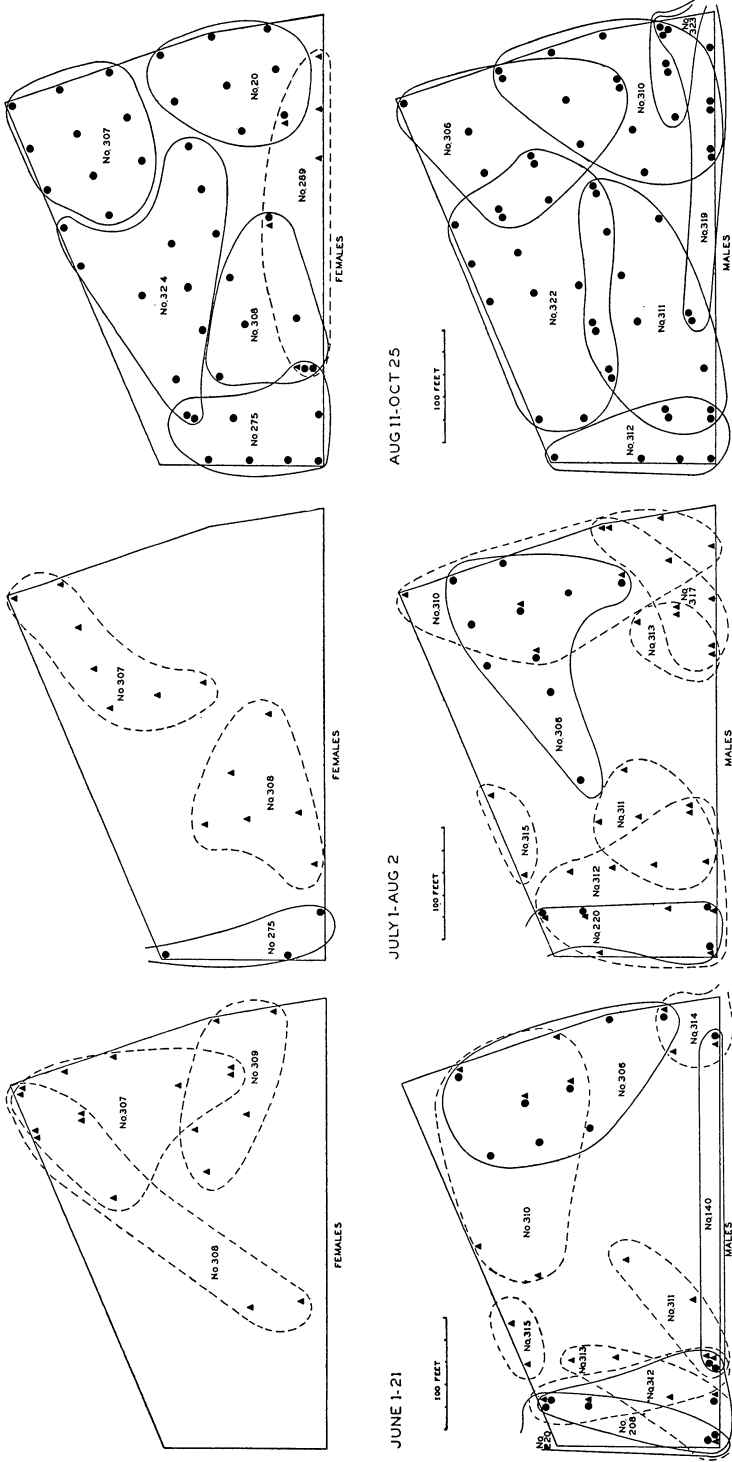 No.307
No.20
No.324
No.289
No.308
No.275
FEMALES
AUG 11-OCT 25
100 FEET
No.323
No.306
No.310
No.322
No.319
No.311
No.312
MALES
No.307
No.308
No 275
FEMALES
JULY 1-AUG 2
100 FEET
No.310
No.317
No.313
No.306
No.315
No.311
No.312
No.220
MALES
No.307
No.309
No 308
FEMALES
JUNE 1-21
100 FEET
No.314
No.306
No.310
No.140
No.315
No.311
No.313
No.312
No. 208
No. 220
MALES